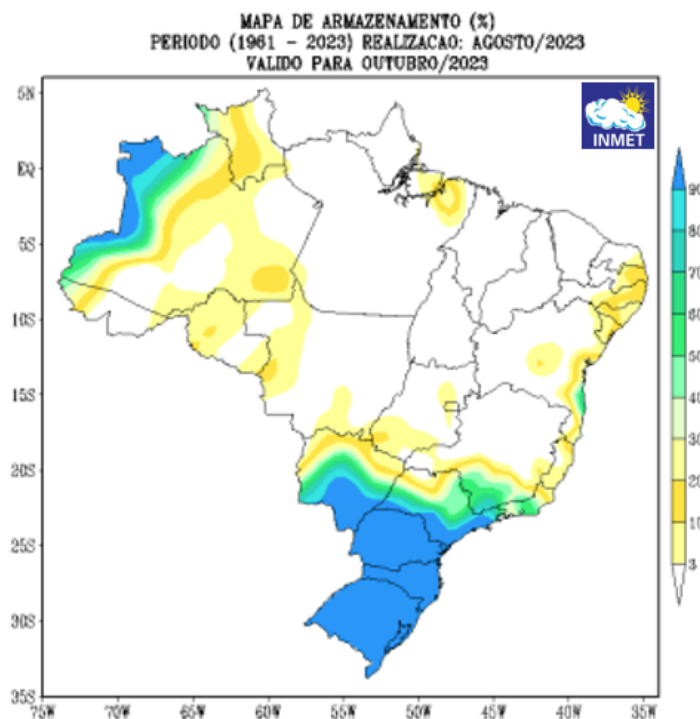 MAPA DE ARMAZENAMENTO (%)
PERIODO (1961 - 2023) REALIZACAO: AGOSTO/2023
VALIDO PARA OUTUBRO/2023
INMET
5N
EQ
5S
10S
15S
20S
25S
30S
35S
75W
70W
65W
60W
55W
50W
45W
40W
35W
90
80
70
60
50
40
30
20
10
3